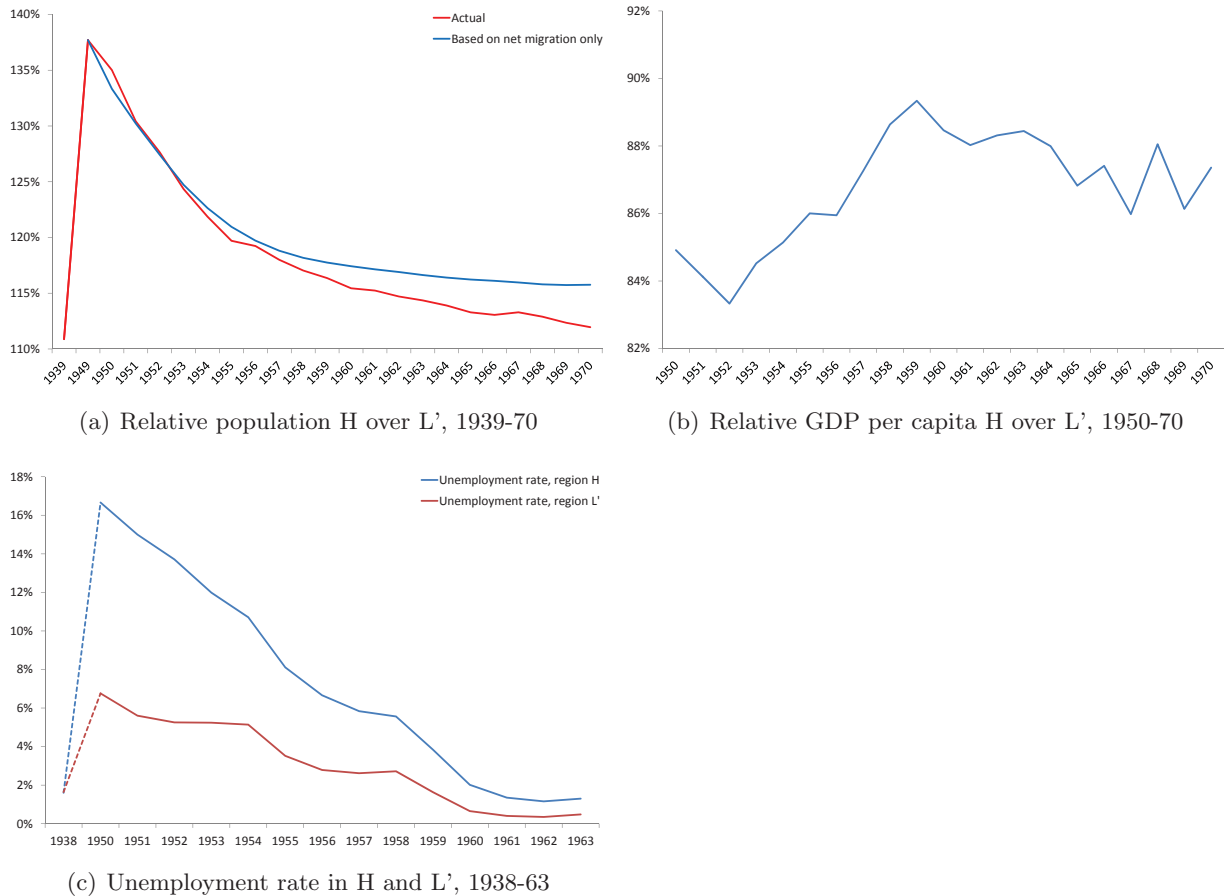 140%
135%
130%
125%
120%
115%
110%
Actual
Based on net migration only
1939 1949 1950 1951 1952 1953 1954 1955 1956 1957 1958 1959 1960 1961 1962 1963 1964 1965 1966 1967 1968 1969 1970
(a) Relative population H over L', 1939-70
92%
90%
88%
86%
84%
82%
1950 1951 1952 1953 1954 1955 1956 1957 1958 1959 1960 1961 1962 1963 1964 1965 1966 1967 1968 1969 1970
(b) Relative GDP per capita H over L', 1950-70
18%
16%
14%
12%
10%
8%
6%
4%
2%
0%
Unemployment rate, region H
Unemployment rate, region L'
1938 1950 1951 1952 1953 1954 1955 1956 1957 1958 1959 1960 1961 1962 1963
(c) Unemployment rate in H and L', 1938-63